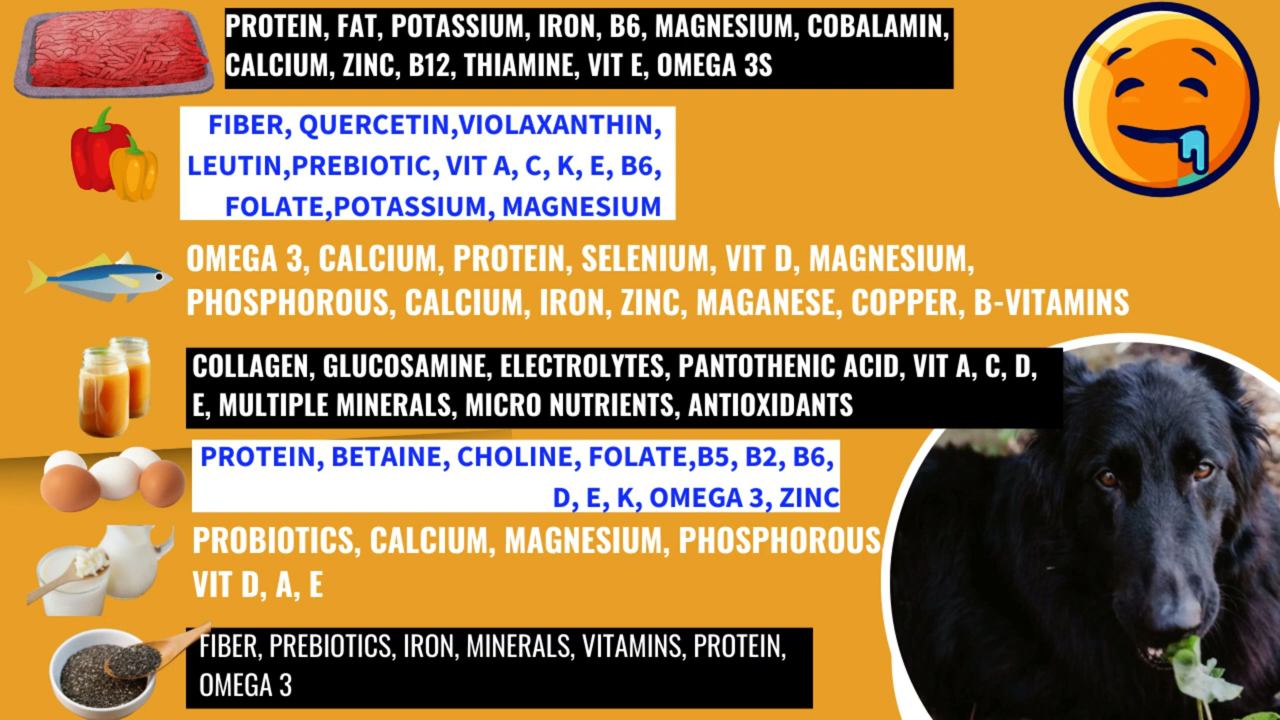 PROTEIN, FAT, POTASSIUM, IRON, B6, MAGNESIUM, COBALAMIN,
CALCIUM, ZINC, B12, THIAMINE, VIT E, OMEGA 3S
FIBER, QUERCETIN,VIOLAXANTHIN,
LEUTIN,PREBIOTIC, VIT A, C, K, E, B6,
FOLATE,POTASSIUM, MAGNESIUM
OMEGA 3, CALCIUM, PROTEIN, SELENIUM, VIT D, MAGNESIUM,
PHOSPHOROUS, CALCIUM, IRON, ZINC, MAGANESE, COPPER, B-VITAMINS
COLLAGEN, GLUCOSAMINE, ELECTROLYTES, PANTOTHENIC ACID, VIT A, C, D,
E, MULTIPLE MINERALS, MICRO NUTRIENTS, ANTIOXIDANTS
PROTEIN, BETAINE, CHOLINE, FOLATE,B5, B2, B6,
D, E, K, OMEGA 3, ZINC
PROBIOTICS, CALCIUM, MAGNESIUM, PHOSPHOROUS
VIT D, A, E
FIBER, PREBIOTICS, IRON, MINERALS, VITAMINS, PROTEIN,
OMEGA 3